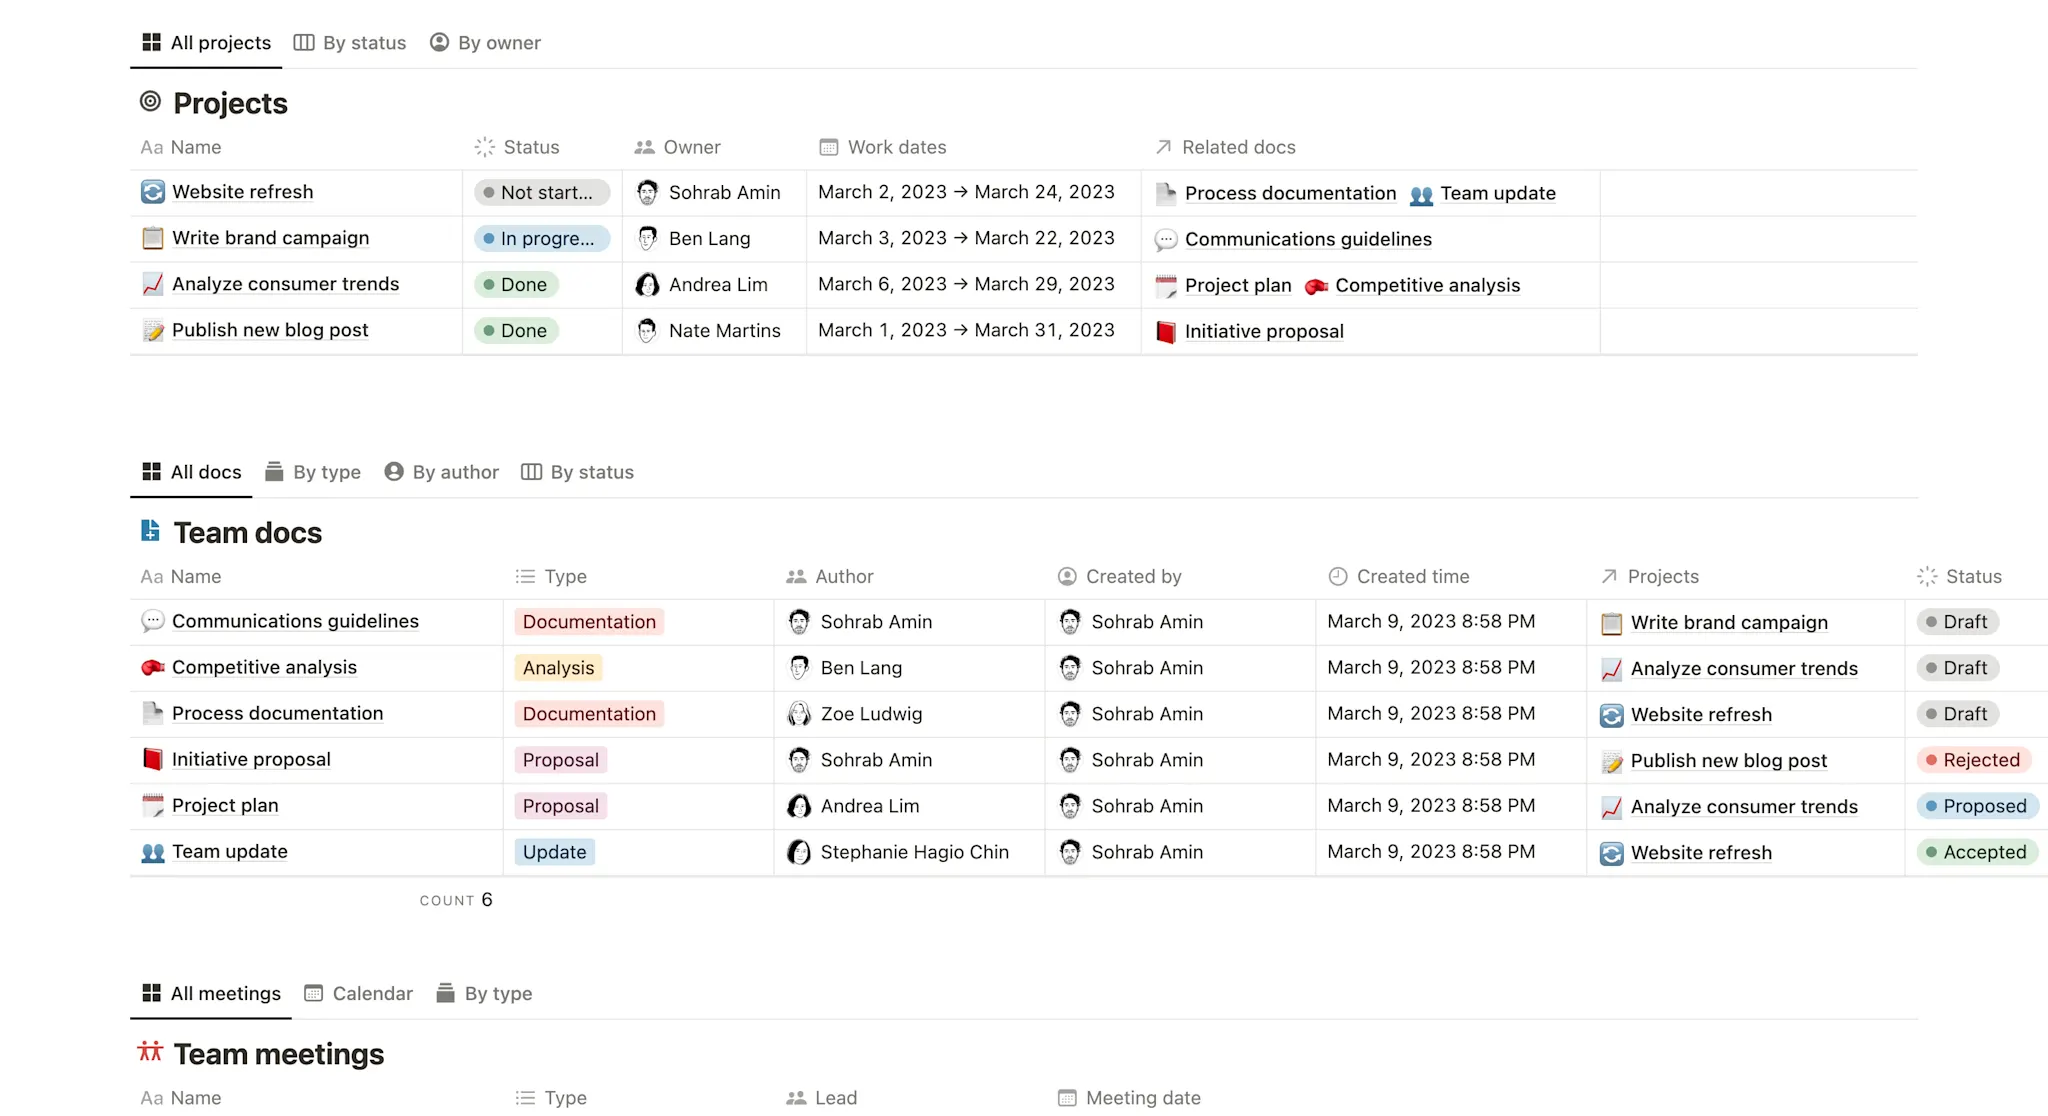 All projects By status By owner
Projects
Aa Name Status Owner Work dates Related docs
Website refresh Not start... Sohrab Amin March 2, 2023 → March 24, 2023 Process documentation Team update
Write brand campaign In progre... Ben Lang March 3, 2023 → March 22, 2023 Communications guidelines
Analyze consumer trends Done Andrea Lim March 6, 2023 → March 29, 2023 Project plan Competitive analysis
Publish new blog post Done Nate Martins March 1, 2023 → March 31, 2023 Initiative proposal
All docs By type By author By status
Team docs
Aa Name Type Author Created by Created time Projects Status
Communications guidelines Documentation Sohrab Amin Sohrab Amin March 9, 2023 8:58 PM Write brand campaign Draft
Competitive analysis Analysis Ben Lang Sohrab Amin March 9, 2023 8:58 PM Analyze consumer trends Draft
Process documentation Documentation Zoe Ludwig Sohrab Amin March 9, 2023 8:58 PM Website refresh Draft
Initiative proposal Proposal Sohrab Amin Sohrab Amin March 9, 2023 8:58 PM Publish new blog post Rejected
Project plan Proposal Andrea Lim Sohrab Amin March 9, 2023 8:58 PM Analyze consumer trends Proposed
Team update Update Stephanie Hagio Chin Sohrab Amin March 9, 2023 8:58 PM Website refresh Accepted
COUNT 6
All meetings Calendar By type
Team meetings
Aa Name Type Lead Meeting date